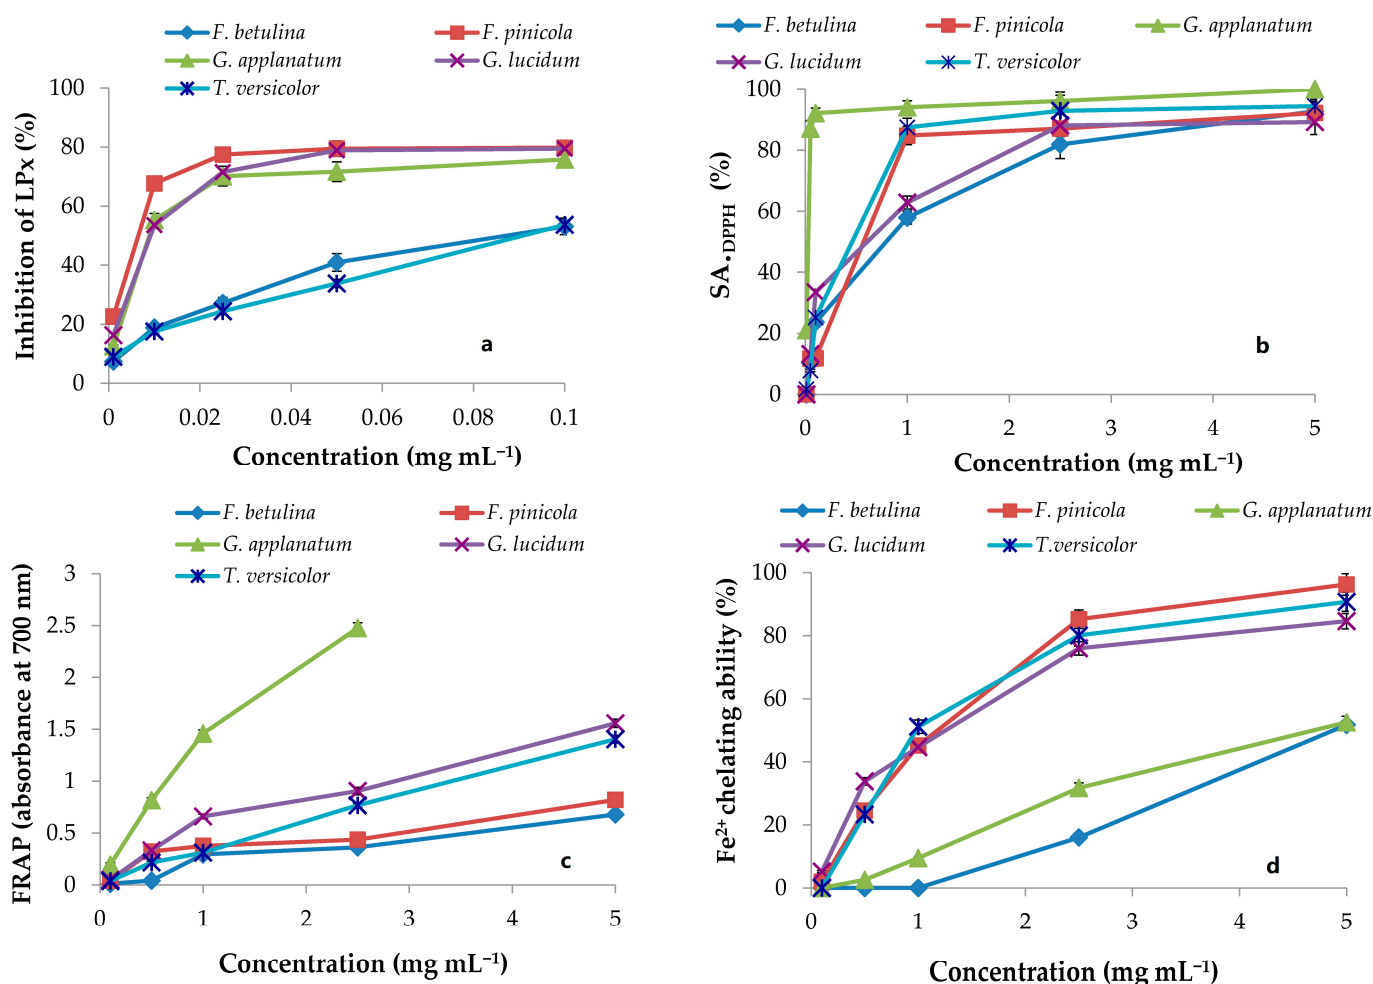 F. betulina
F. pinicola
G. applanatum
G. lucidum
T. versicolor
100
80
60
40
20
0
Inhibition of LPx (%)
a
0
0.02
0.04
0.06
0.08
0.1
Concentration (mg mL⁻¹)
F. betulina
F. pinicola
G. applanatum
G. lucidum
T. versicolor
100
80
60
40
20
0
SA.DPPH (%)
b
0
1
2
3
4
5
Concentration (mg mL⁻¹)
F. betulina
F. pinicola
G. applanatum
G. lucidum
T. versicolor
3
2.5
2
1.5
1
0.5
0
FRAP (absorbance at 700 nm)
c
0
1
2
3
4
5
Concentration (mg mL⁻¹)
F. betulina
F. pinicola
G. applanatum
G. lucidum
T.versicolor
100
80
60
40
20
0
Fe²⁺ chelating ability (%)
d
0
1
2
3
4
5
Concentration (mg mL⁻¹)